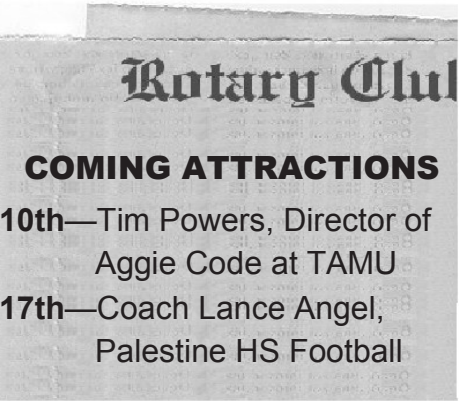 Rotary Clu
COMING ATTRACTIONS
10th—Tim Powers, Director of
Aggie Code at TAMU
17th—Coach Lance Angel,
Palestine HS Football